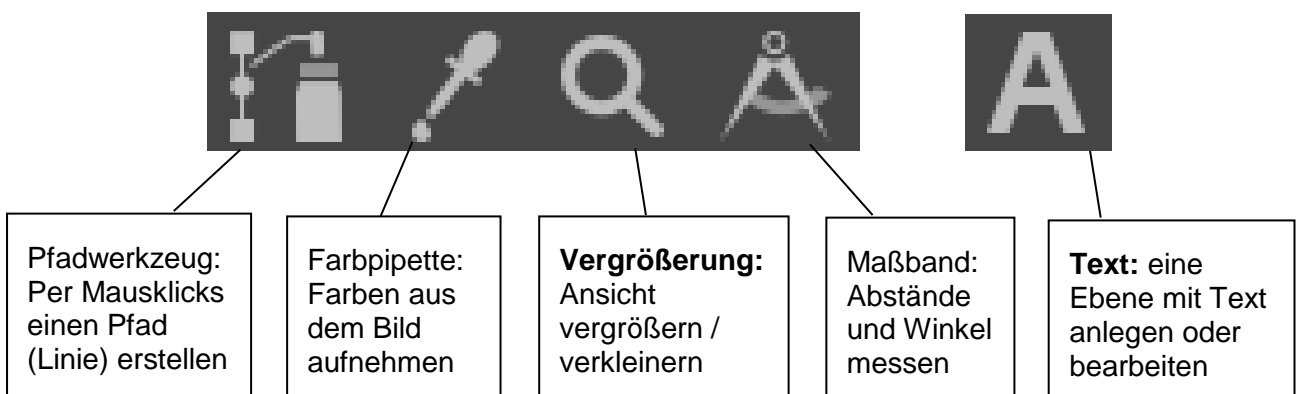 Pfadwerkzeug:
Per Mausklicks
einen Pfad
(Linie) erstellen
Farbpipette:
Farben aus
dem Bild
aufnehmen
Vergrößerung:
Ansicht
vergrößern /
verkleinern
Maßband:
Abstände
und Winkel
messen
Text: eine
Ebene mit Text
anlegen oder
bearbeiten